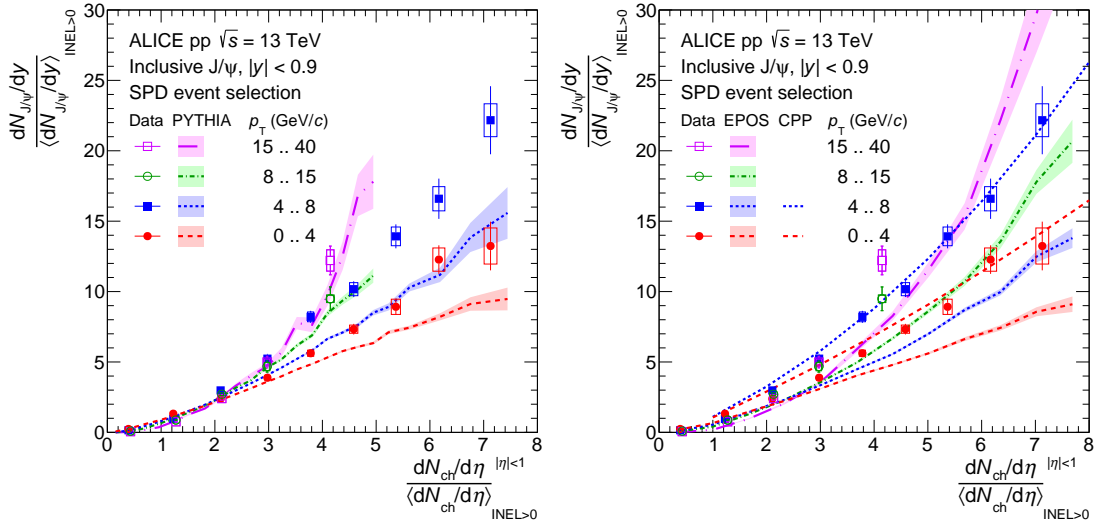 dN_J/ψ/dy
⟨dN_J/ψ/dy⟩ INEL>0
30
25
20
15
10
5
0
ALICE pp √s = 13 TeV
Inclusive J/ψ, |y| < 0.9
SPD event selection
Data PYTHIA p_T (GeV/c)
15 .. 40
8 .. 15
4 .. 8
0 .. 4
0 1 2 3 4 5 6 7 8
dN_ch/dη |η|<1
⟨dN_ch/dη⟩ INEL>0
dN_J/ψ/dy
⟨dN_J/ψ/dy⟩ INEL>0
30
25
20
15
10
5
0
ALICE pp √s = 13 TeV
Inclusive J/ψ, |y| < 0.9
SPD event selection
Data EPOS CPP p_T (GeV/c)
15 .. 40
8 .. 15
4 .. 8
0 .. 4
0 1 2 3 4 5 6 7 8
dN_ch/dη |η|<1
⟨dN_ch/dη⟩ INEL>0